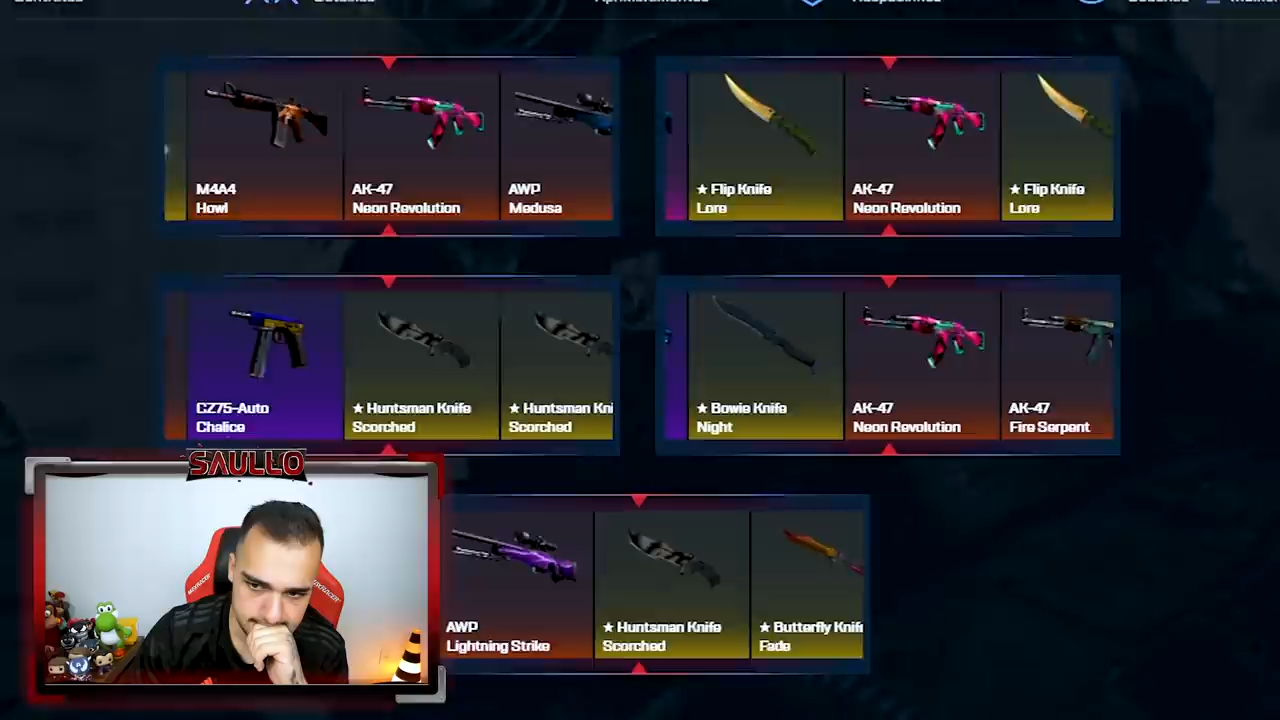 M4A4
Howl
AK-47
Neon Revolution
AWP
Medusa
★ Flip Knife
Lore
AK-47
Neon Revolution
★ Flip Knife
Lore
CZ75-Auto
Chalice
★ Huntsman Knife
Scorched
★ Huntsman Kni
Scorched
★ Bowie Knife
Night
AK-47
Neon Revolution
AK-47
Fire Serpent
SAULLO
AWP
Lightning Strike
★ Huntsman Knife
Scorched
★ Butterfly Knife
Fade